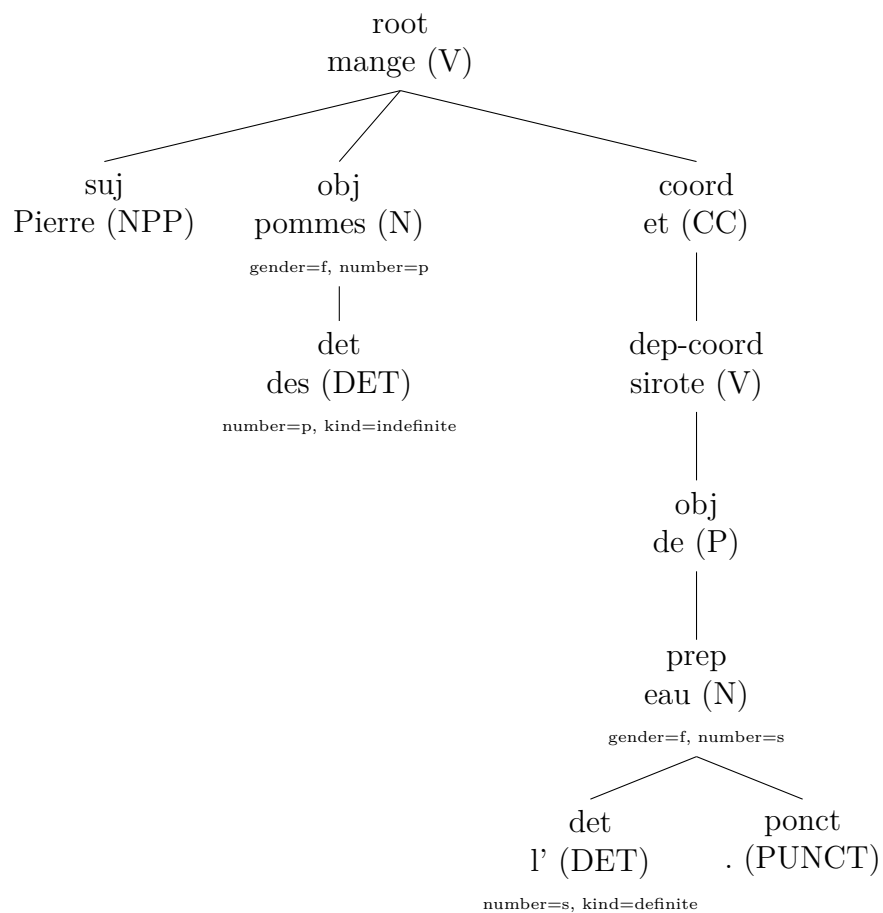 root
mange (V)
suj
Pierre (NPP)
obj
pommes (N)
gender=f, number=p
coord
et (CC)
det
des (DET)
number=p, kind=indefinite
dep-coord
sirote (V)
obj
de (P)
prep
eau (N)
gender=f, number=s
det
l' (DET)
number=s, kind=definite
ponct
. (PUNCT)